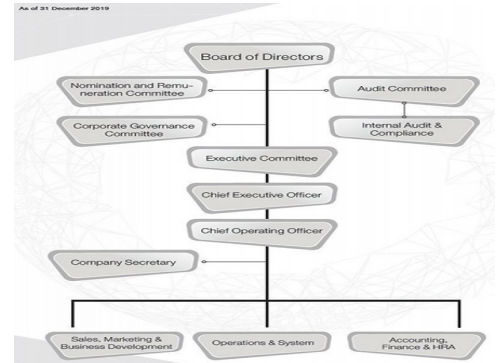 As of 31 December 2019
Board of Directors
Nomination and Remu-
neration Committee
Audit Committee
Corporate Governance
Committee
Internal Audit &
Compliance
Executive Committee
Chief Executive Officer
Chief Operating Officer
Company Secretary
Sales, Marketing &
Business Development
Operations & System
Accounting,
Finance & HRA